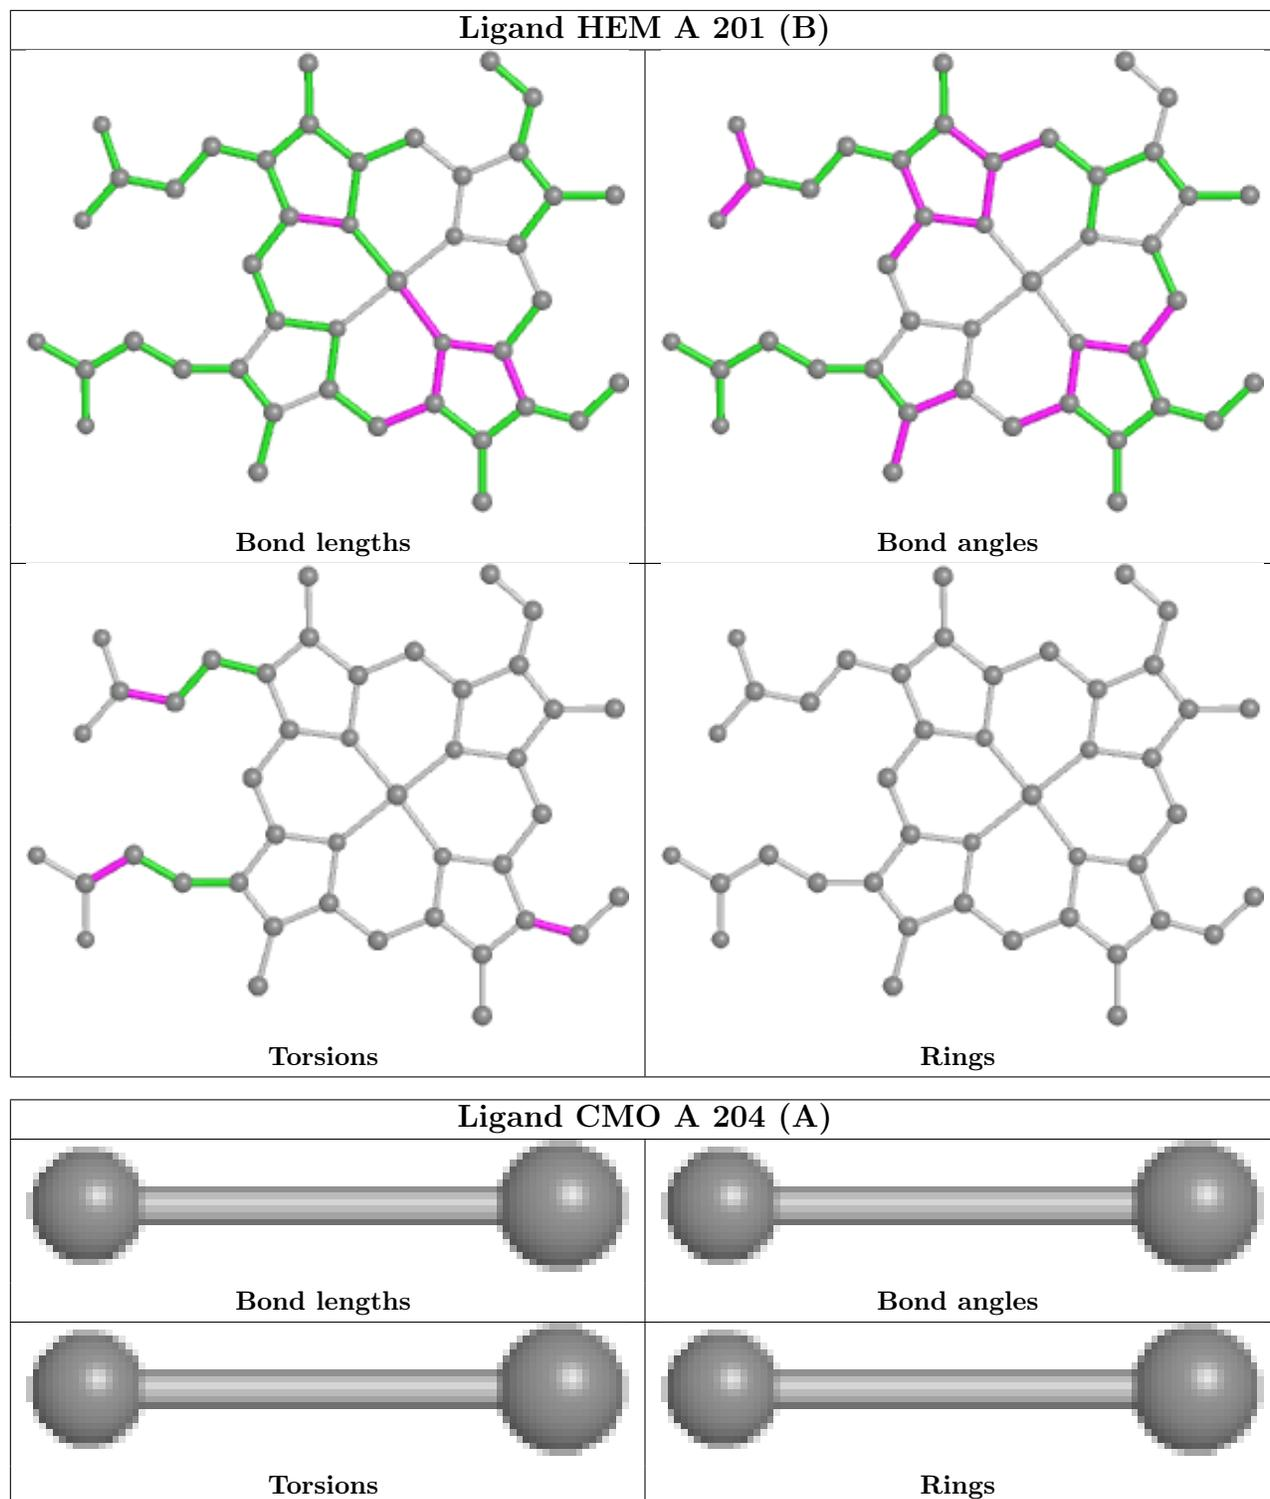 Ligand HEM A 201 (B)
Bond lengths
Bond angles
Torsions
Rings
Ligand CMO A 204 (A)
Bond lengths
Bond angles
Torsions
Rings